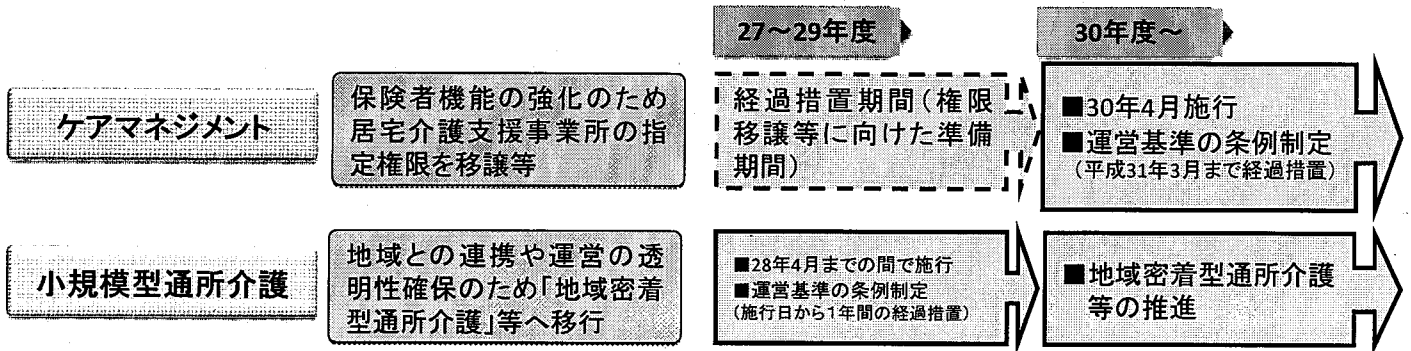 27～29年度
30年度～
ケアマネジメント
保険者機能の強化のため
居宅介護支援事業所の指
定権限を移譲等
経過措置期間（権限
移譲等に向けた準備
期間）
■30年4月施行
■運営基準の条例制定
（平成31年3月まで経過措置）
小規模型通所介護
地域との連携や運営の透
明性確保のため「地域密着
型通所介護」等へ移行
■28年4月までの間で施行
■運営基準の条例制定
（施行日から1年間の経過措置）
■地域密着型通所介護
等の推進